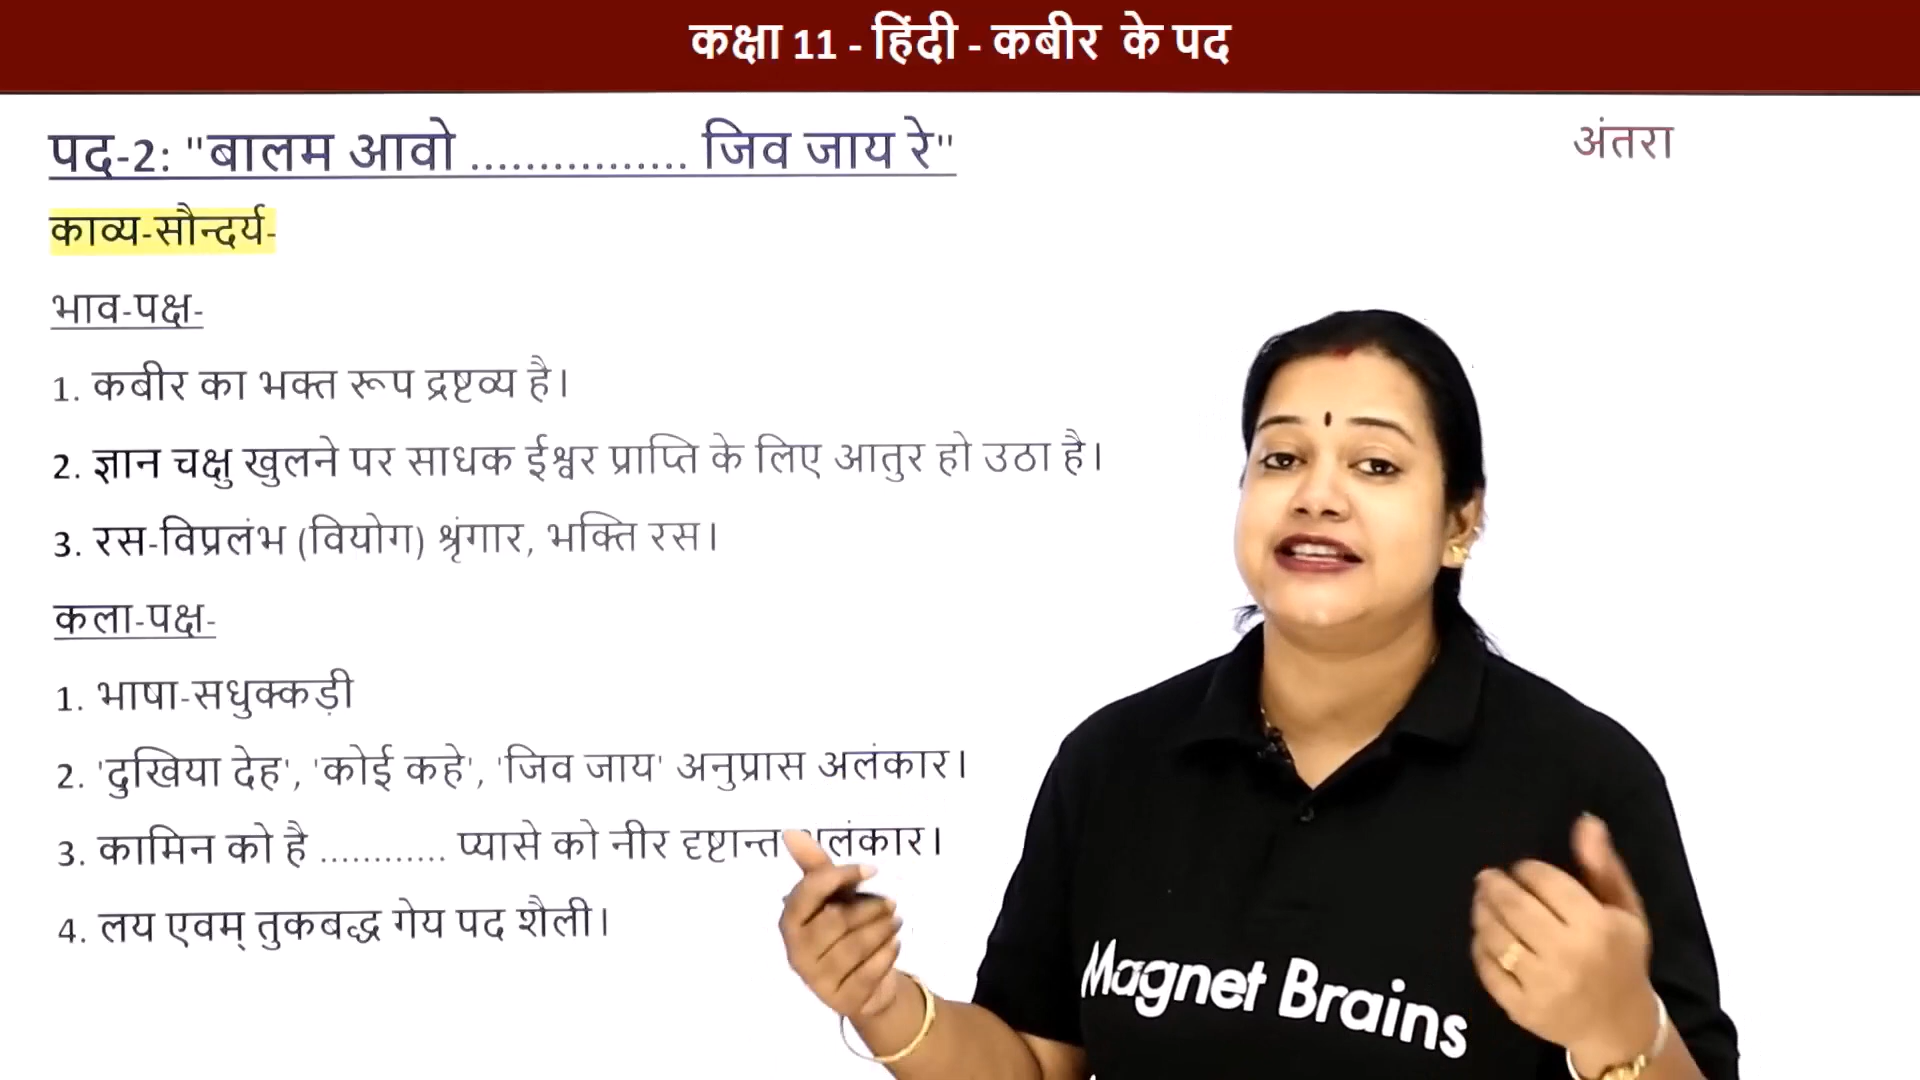 कक्षा 11 - हिंदी - कबीर के पद
पद-2: "बालम आवो ................ जिव जाय रे"
अंतरा
काव्य-सौन्दर्य-
भाव-पक्ष-
1. कबीर का भक्त रूप द्रष्टव्य है।
2. ज्ञान चक्षु खुलने पर साधक ईश्वर प्राप्ति के लिए आतुर हो उठा है।
3. रस-विप्रलंभ (वियोग) श्रृंगार, भक्ति रस।
कला-पक्ष-
1. भाषा-सधुक्कड़ी
2. 'दुखिया देह', 'कोई कहे', 'जिव जाय' अनुप्रास अलंकार।
3. कामिन को है ............ प्यासे को नीर दृष्टान्त अलंकार।
4. लय एवम् तुकबद्ध गेय पद शैली।
Magnet Brains